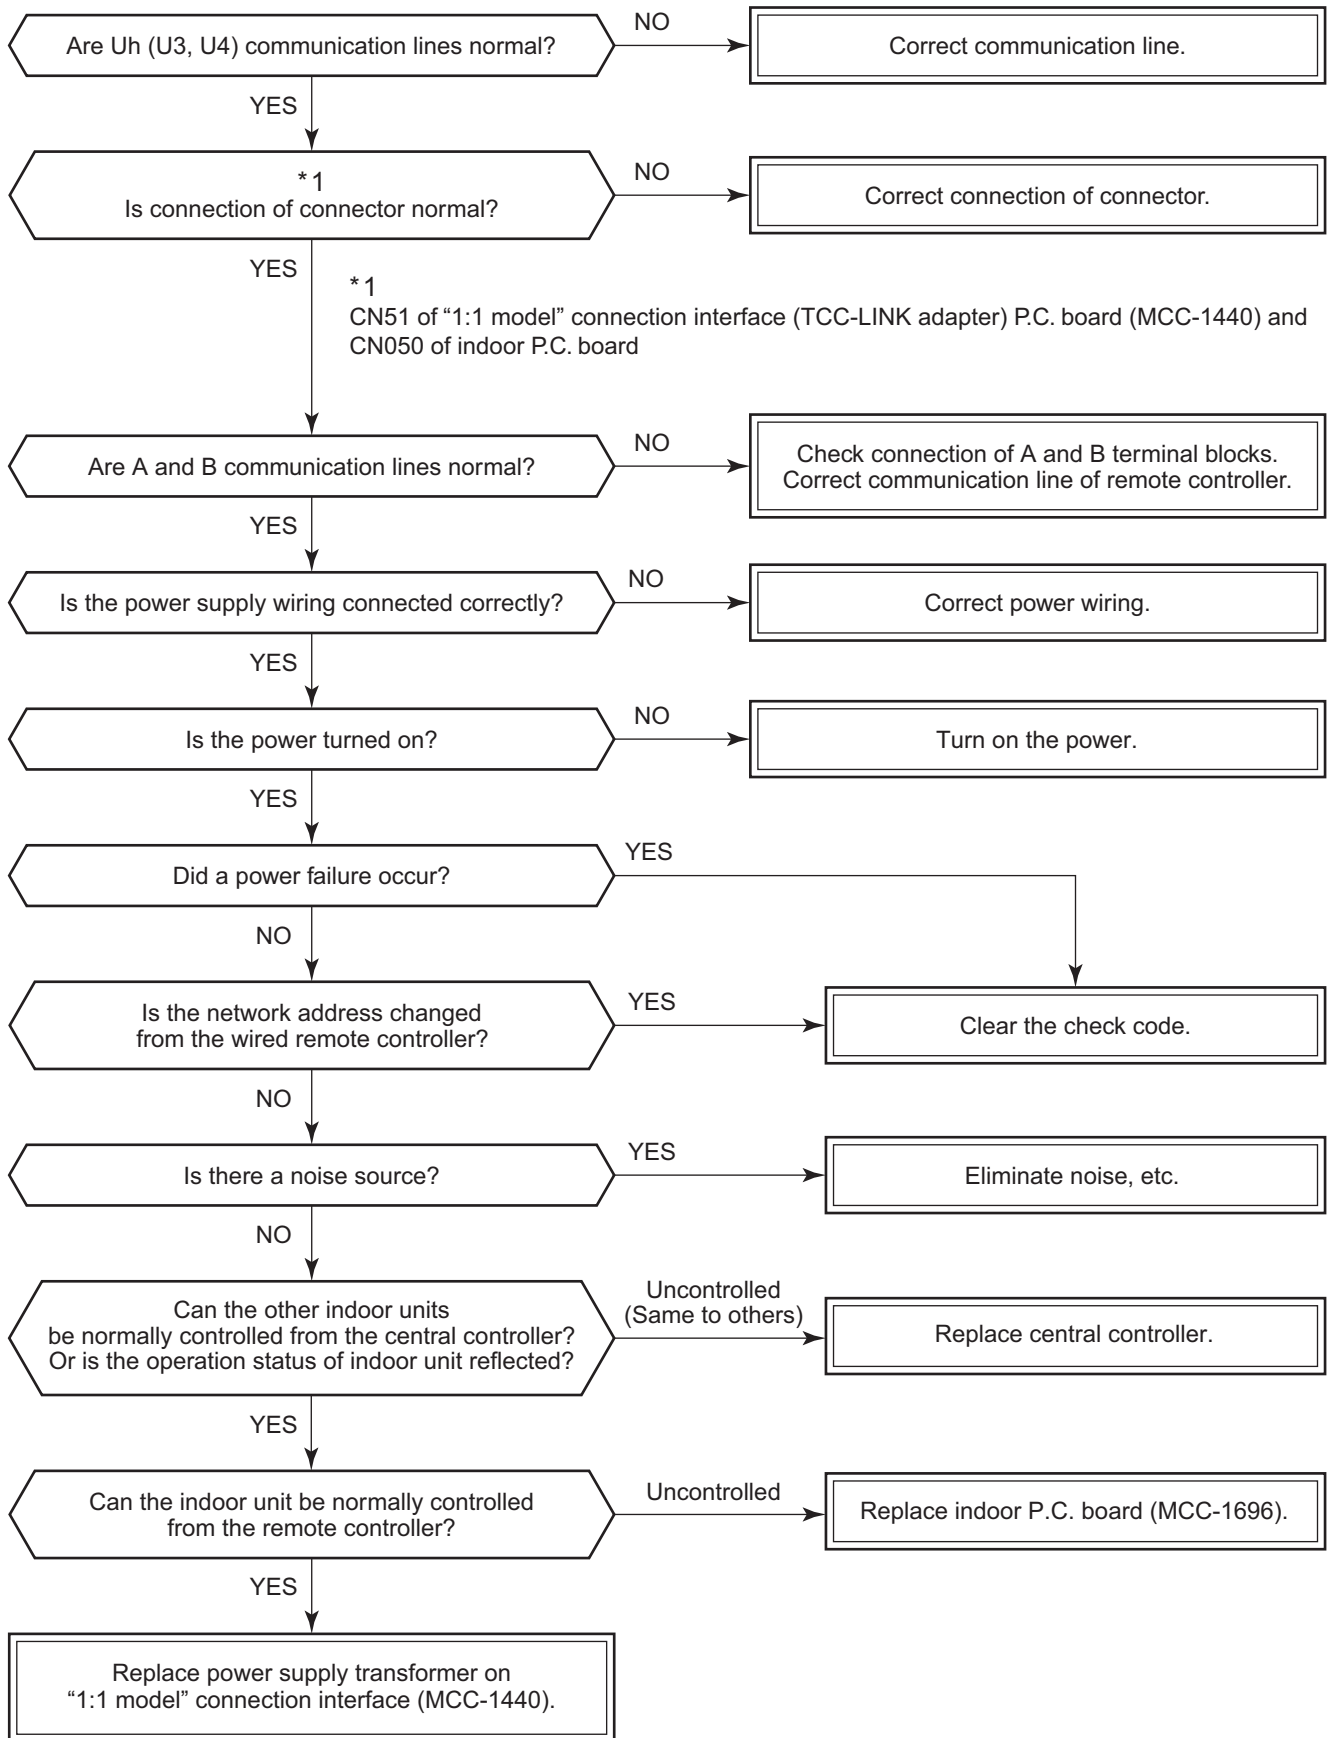 Are Uh (U3, U4) communication lines normal?
NO
Correct communication line.
YES
*1
Is connection of connector normal?
NO
Correct connection of connector.
YES
*1
CN51 of “1:1 model” connection interface (TCC-LINK adapter) P.C. board (MCC-1440) and
CN050 of indoor P.C. board
Are A and B communication lines normal?
NO
Check connection of A and B terminal blocks.
Correct communication line of remote controller.
YES
Is the power supply wiring connected correctly?
NO
Correct power wiring.
YES
Is the power turned on?
NO
Turn on the power.
YES
Did a power failure occur?
YES
NO
Is the network address changed
from the wired remote controller?
YES
Clear the check code.
NO
Is there a noise source?
YES
Eliminate noise, etc.
NO
Can the other indoor units
be normally controlled from the central controller?
Or is the operation status of indoor unit reflected?
Uncontrolled
(Same to others)
Replace central controller.
YES
Can the indoor unit be normally controlled
from the remote controller?
Uncontrolled
Replace indoor P.C. board (MCC-1696).
YES
Replace power supply transformer on
“1:1 model” connection interface (MCC-1440).